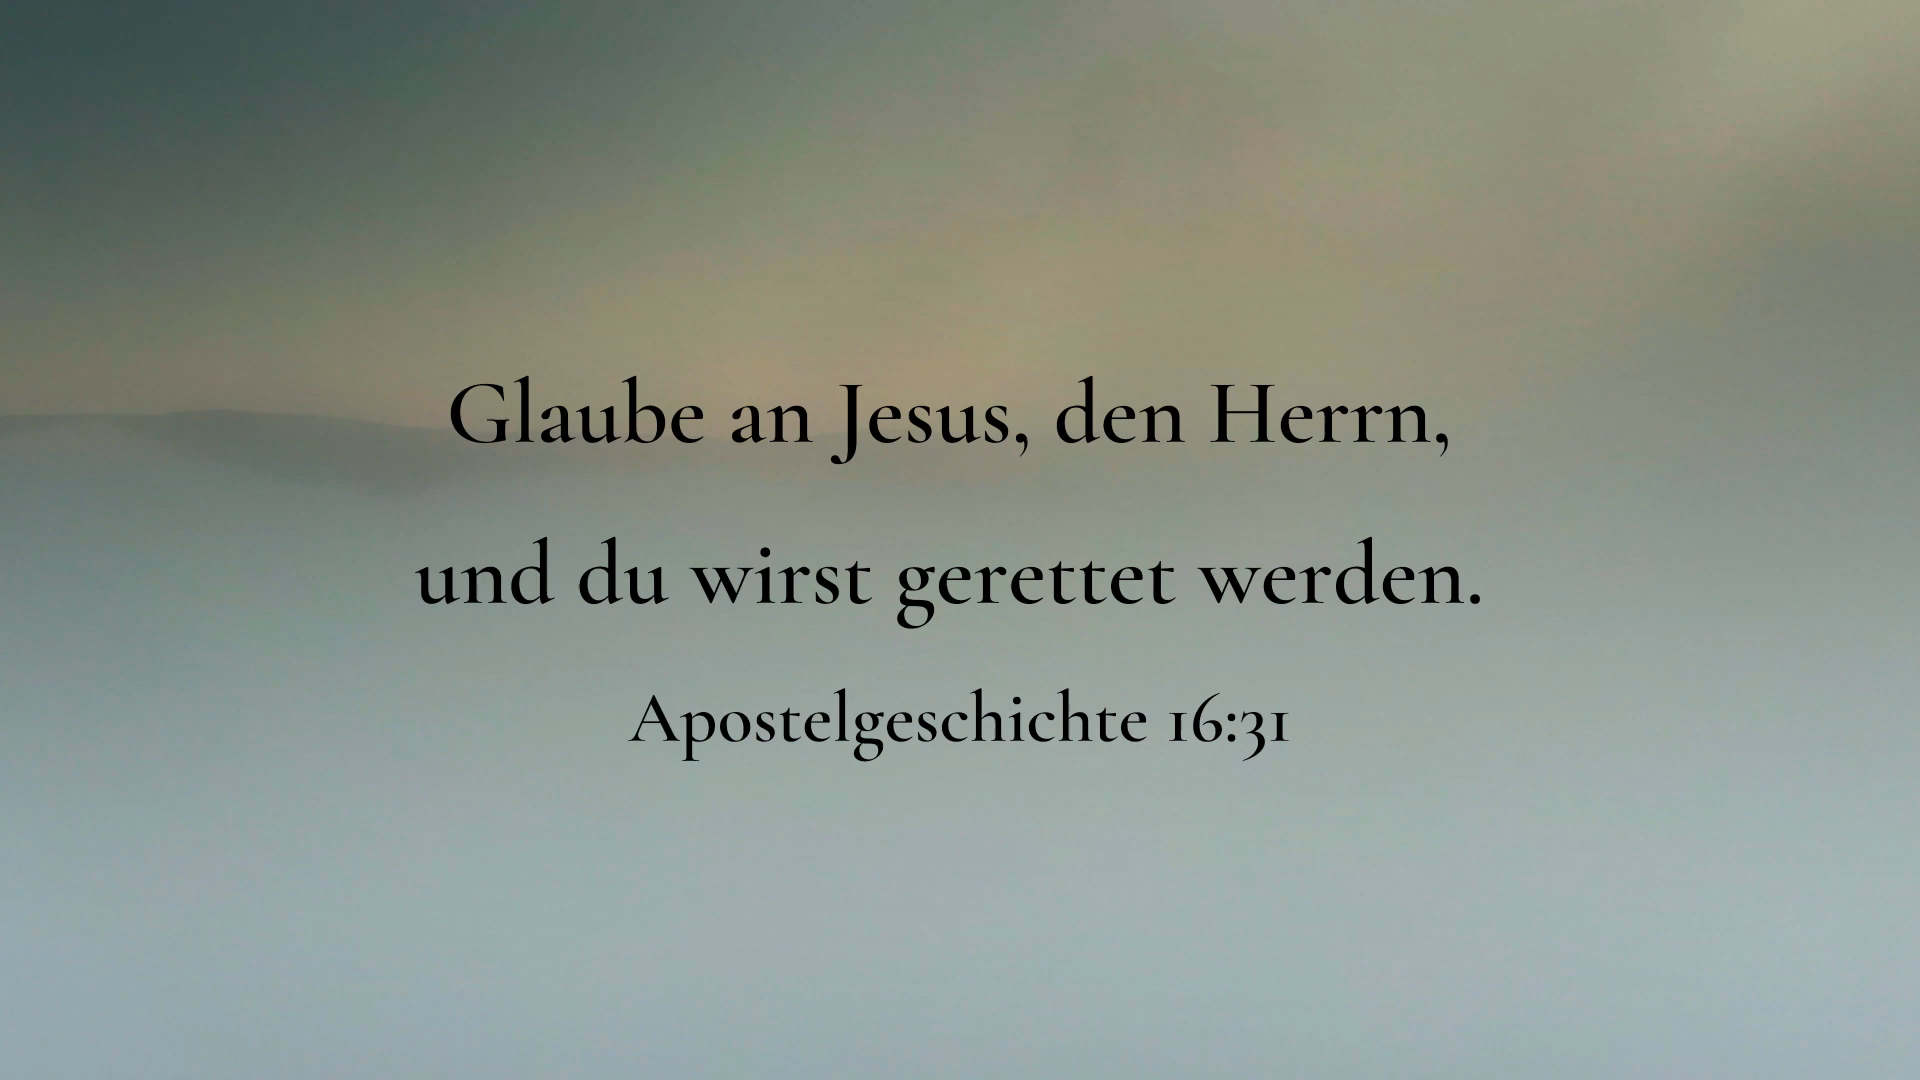 Glaube an Jesus, den Herrn,
und du wirst gerettet werden.
Apostelgeschichte 16:31